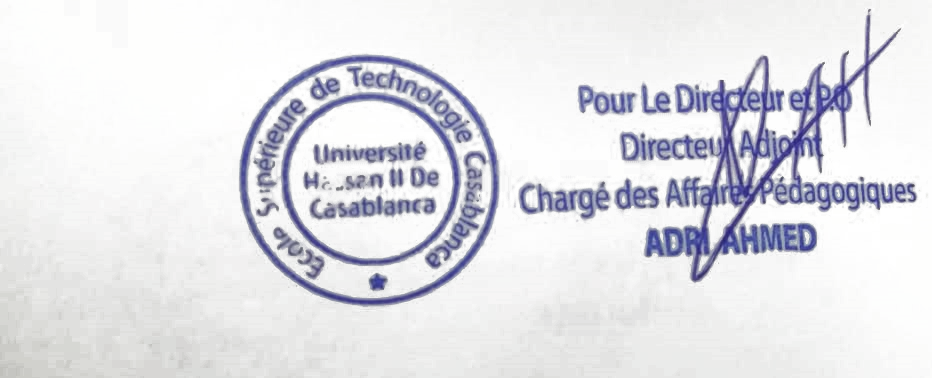 Ecole Supérieure de Technologie Casablanca
Université
Hassan II De
Casablanca
Pour Le Directeur et P.O
Directeur Adjoint
Chargé des Affaires Pédagogiques
ADRI AHMED